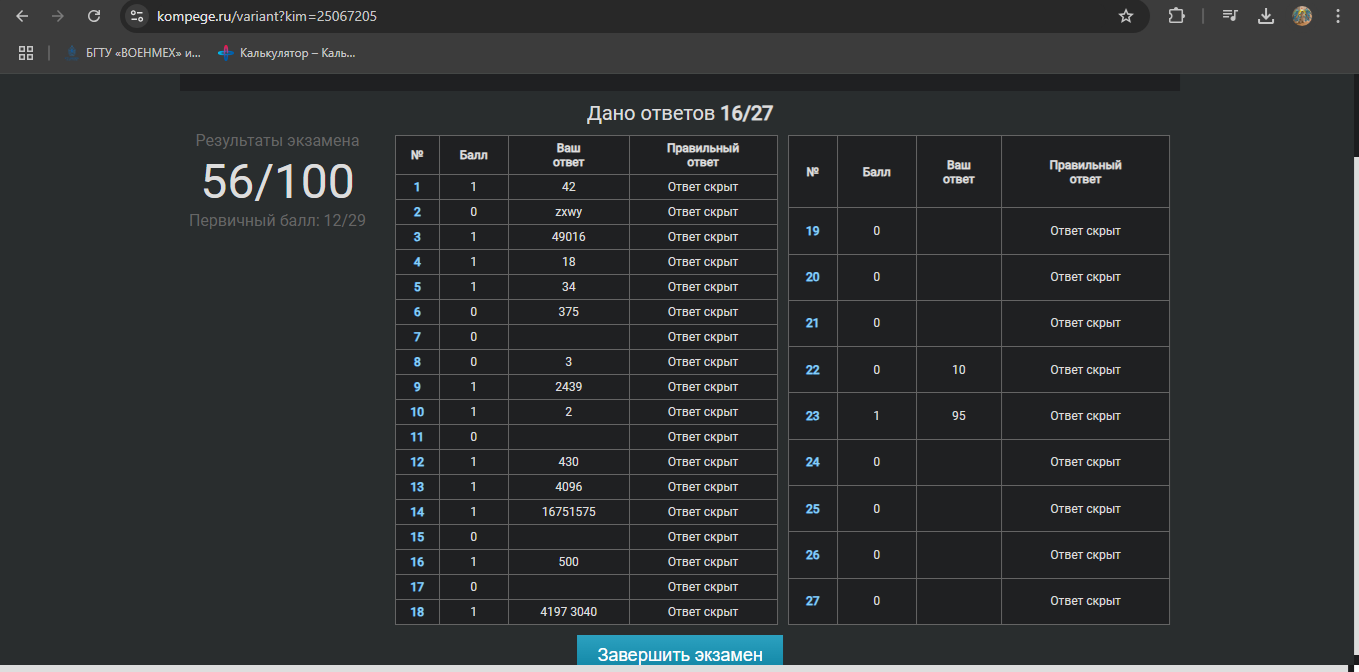 kompege.ru/variant?kim=25067205
БГТУ «ВОЕНМЕХ» и...
Калькулятор – Каль...
Дано ответов 16/27
Результаты экзамена
56/100
Первичный балл: 12/29
№ Балл Ваш ответ Правильный ответ
1 1 42 Ответ скрыт
2 0 zxwy Ответ скрыт
3 1 49016 Ответ скрыт
4 1 18 Ответ скрыт
5 1 34 Ответ скрыт
6 0 375 Ответ скрыт
7 0 Ответ скрыт
8 0 3 Ответ скрыт
9 1 2439 Ответ скрыт
10 1 2 Ответ скрыт
11 0 Ответ скрыт
12 1 430 Ответ скрыт
13 1 4096 Ответ скрыт
14 1 16751575 Ответ скрыт
15 0 Ответ скрыт
16 1 500 Ответ скрыт
17 0 Ответ скрыт
18 1 4197 3040 Ответ скрыт
№ Балл Ваш ответ Правильный ответ
19 0 Ответ скрыт
20 0 Ответ скрыт
21 0 Ответ скрыт
22 0 10 Ответ скрыт
23 1 95 Ответ скрыт
24 0 Ответ скрыт
25 0 Ответ скрыт
26 0 Ответ скрыт
27 0 Ответ скрыт
Завершить экзамен